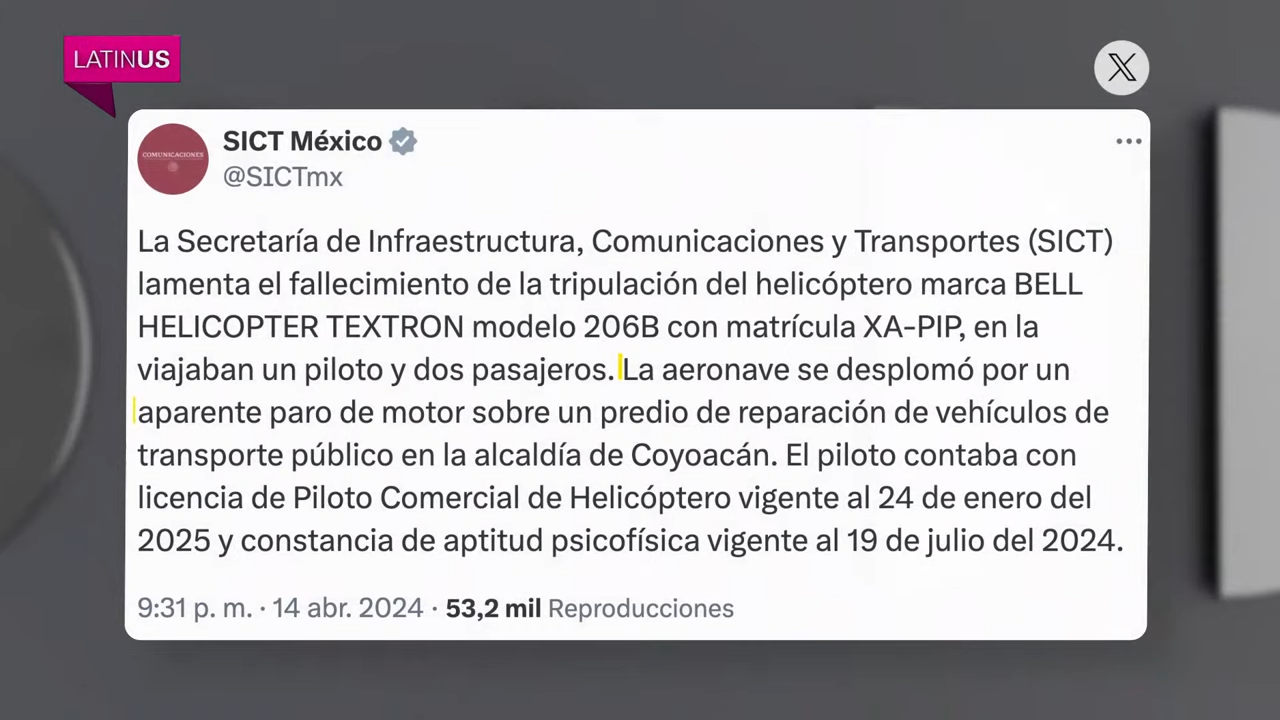 LATINUS
X
COMUNICACIONES
SICT México
@SICTmx
La Secretaría de Infraestructura, Comunicaciones y Transportes (SICT)
lamenta el fallecimiento de la tripulación del helicóptero marca BELL
HELICOPTER TEXTRON modelo 206B con matrícula XA-PIP, en la
viajaban un piloto y dos pasajeros. La aeronave se desplomó por un
aparente paro de motor sobre un predio de reparación de vehículos de
transporte público en la alcaldía de Coyoacán. El piloto contaba con
licencia de Piloto Comercial de Helicóptero vigente al 24 de enero del
2025 y constancia de aptitud psicofísica vigente al 19 de julio del 2024.
9:31 p. m. · 14 abr. 2024 · 53,2 mil Reproducciones